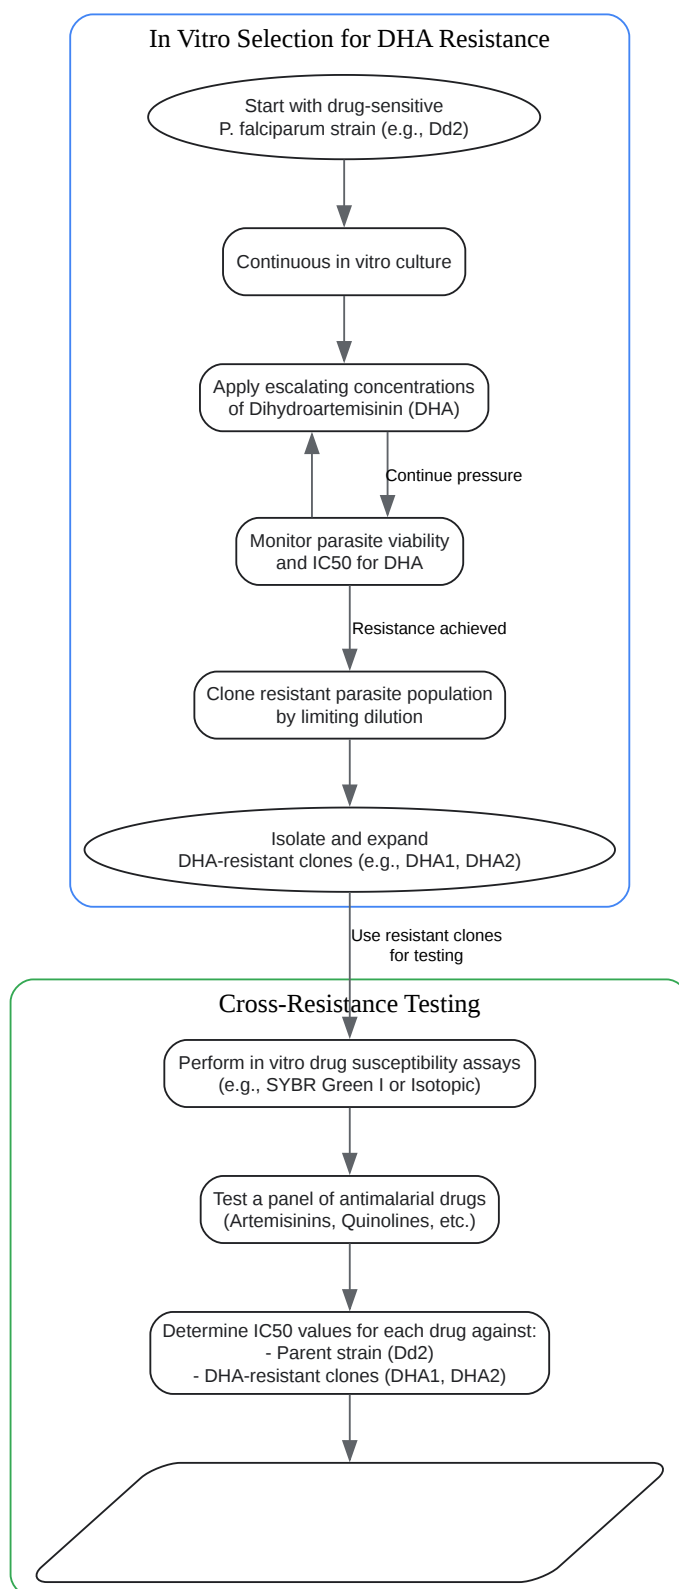 In Vitro Selection for DHA Resistance
Start with drug-sensitive
P. falciparum strain (e.g., Dd2)
Continuous in vitro culture
Apply escalating concentrations
of Dihydroartemisinin (DHA)
Continue pressure
Monitor parasite viability
and IC50 for DHA
Resistance achieved
Clone resistant parasite population
by limiting dilution
Isolate and expand
DHA-resistant clones (e.g., DHA1, DHA2)
Use resistant clones
for testing
Cross-Resistance Testing
Perform in vitro drug susceptibility assays
(e.g., SYBR Green I or Isotopic)
Test a panel of antimalarial drugs
(Artemisinins, Quinolines, etc.)
Determine IC50 values for each drug against:
- Parent strain (Dd2)
- DHA-resistant clones (DHA1, DHA2)